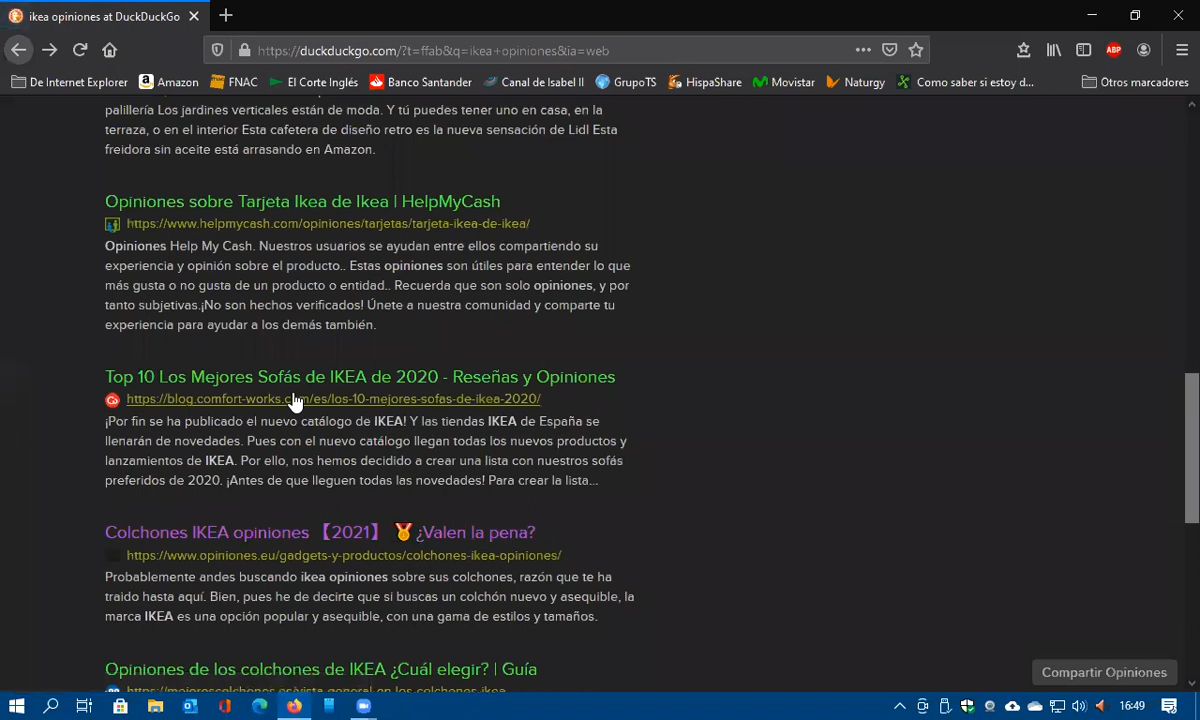 ikea opiniones at DuckDuckGo
https://duckduckgo.com/?t=ffab&q=ikea+opiniones&ia=web
ABP
De Internet Explorer Amazon FNAC El Corte Inglés Banco Santander Canal de Isabel II GrupoTS HispaShare Movistar Naturgy Como saber si estoy d... Otros marcadores
palillería Los jardines verticales están de moda. Y tú puedes tener uno en casa, en la
terraza, o en el interior Esta cafetera de diseño retro es la nueva sensación de Lidl Esta
freidora sin aceite está arrasando en Amazon.
Opiniones sobre Tarjeta Ikea de Ikea | HelpMyCash
https://www.helpmycash.com/opiniones/tarjetas/tarjeta-ikea-de-ikea/
Opiniones Help My Cash. Nuestros usuarios se ayudan entre ellos compartiendo su
experiencia y opinión sobre el producto.. Estas opiniones son útiles para entender lo que
más gusta o no gusta de un producto o entidad.. Recuerda que son solo opiniones, y por
tanto subjetivas.¡No son hechos verificados! Únete a nuestra comunidad y comparte tu
experiencia para ayudar a los demás también.
Top 10 Los Mejores Sofás de IKEA de 2020 - Reseñas y Opiniones
https://blog.comfort-works.com/es/los-10-mejores-sofas-de-ikea-2020/
¡Por fin se ha publicado el nuevo catálogo de IKEA! Y las tiendas IKEA de España se
llenarán de novedades. Pues con el nuevo catálogo llegan todas los nuevos productos y
lanzamientos de IKEA. Por ello, nos hemos decidido a crear una lista con nuestros sofás
preferidos de 2020. ¡Antes de que lleguen todas las novedades! Para crear la lista...
Colchones IKEA opiniones 【2021】 🥇¿Valen la pena?
https://www.opiniones.eu/gadgets-y-productos/colchones-ikea-opiniones/
Probablemente andes buscando ikea opiniones sobre sus colchones, razón que te ha
traido hasta aquí. Bien, pues he de decirte que si buscas un colchón nuevo y asequible, la
marca IKEA es una opción popular y asequible, con una gama de estilos y tamaños.
Opiniones de los colchones de IKEA ¿Cuál elegir? | Guía
https://mejorescolchones.es/vista-general-en-los-colchones-ikea
Compartir Opiniones
16:49